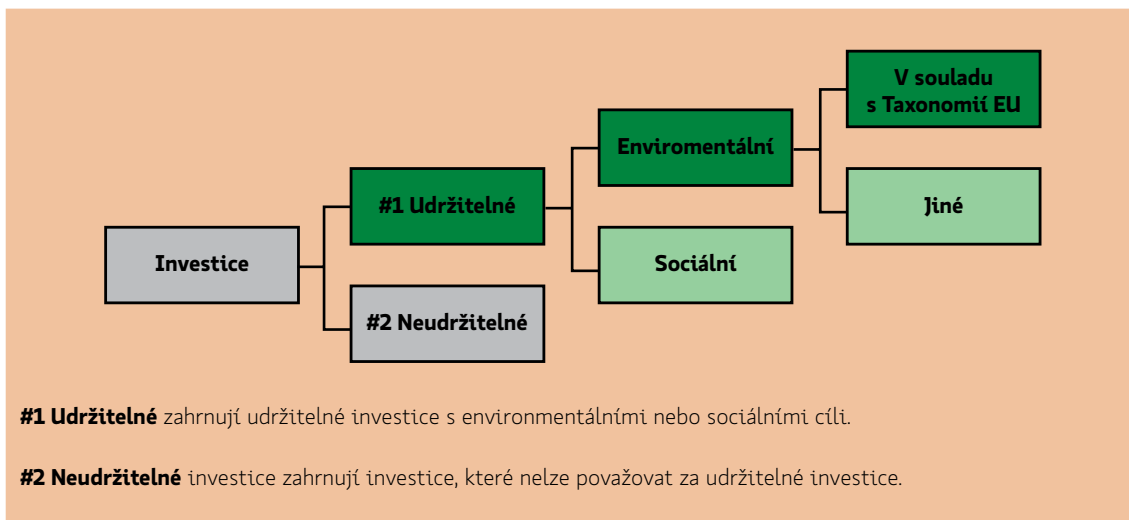 V souladu
s Taxonomií EU
Enviromentální
#1 Udržitelné
Jiné
Investice
Sociální
#2 Neudržitelné
#1 Udržitelné zahrnují udržitelné investice s environmentálními nebo sociálními cíli.
#2 Neudržitelné investice zahrnují investice, které nelze považovat za udržitelné investice.